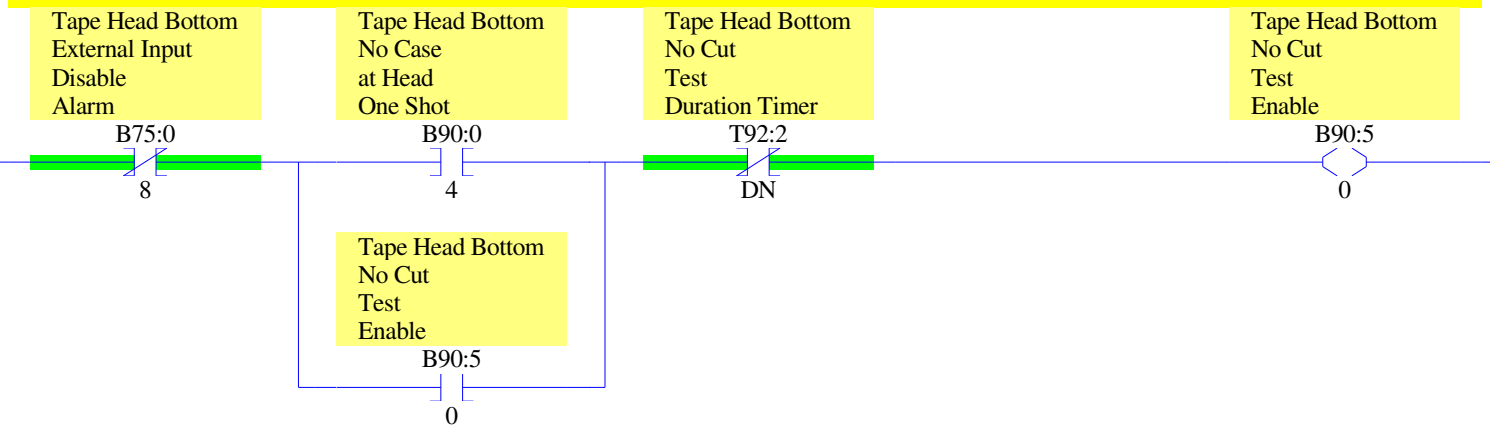 Tape Head Bottom
External Input
Disable
Alarm
B75:0
8
Tape Head Bottom
No Case
at Head
One Shot
B90:0
4
Tape Head Bottom
No Cut
Test
Duration Timer
T92:2
DN
Tape Head Bottom
No Cut
Test
Enable
B90:5
0
Tape Head Bottom
No Cut
Test
Enable
B90:5
0